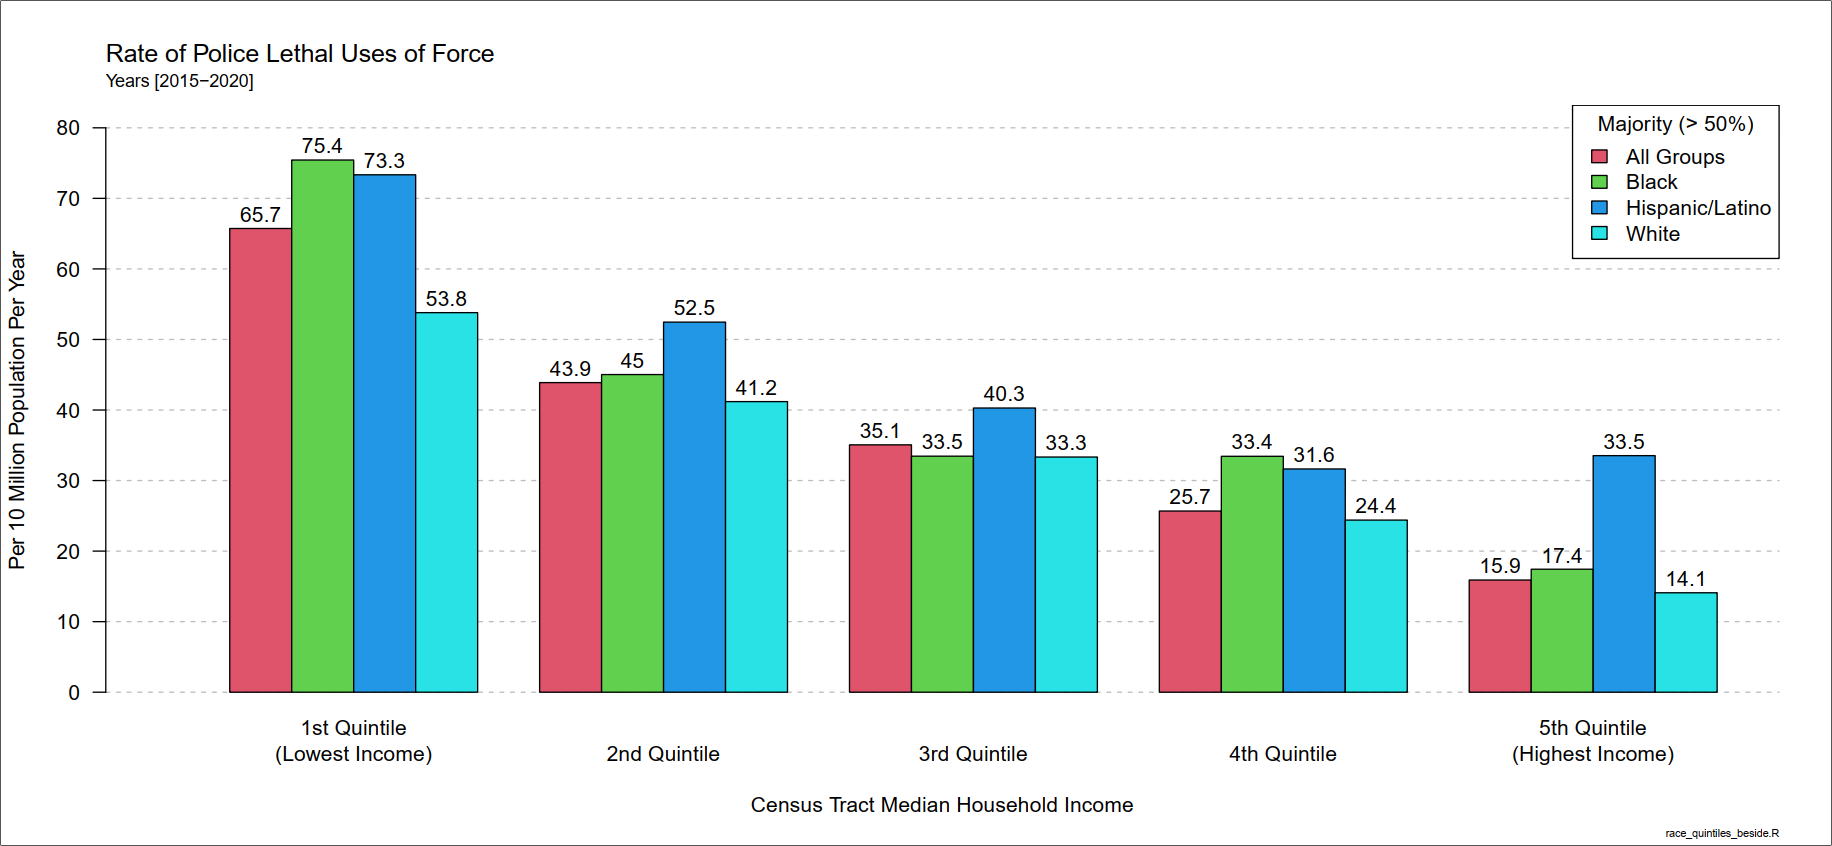 Rate of Police Lethal Uses of Force
Years [2015−2020]
Majority (> 50%)
All Groups
Black
Hispanic/Latino
White
Per 10 Million Population Per Year
80
70
60
50
40
30
20
10
0
65.7
75.4
73.3
53.8
43.9
45
52.5
41.2
35.1
33.5
40.3
33.3
25.7
33.4
31.6
24.4
15.9
17.4
33.5
14.1
1st Quintile
(Lowest Income)
2nd Quintile
3rd Quintile
4th Quintile
5th Quintile
(Highest Income)
Census Tract Median Household Income
race_quintiles_beside.R